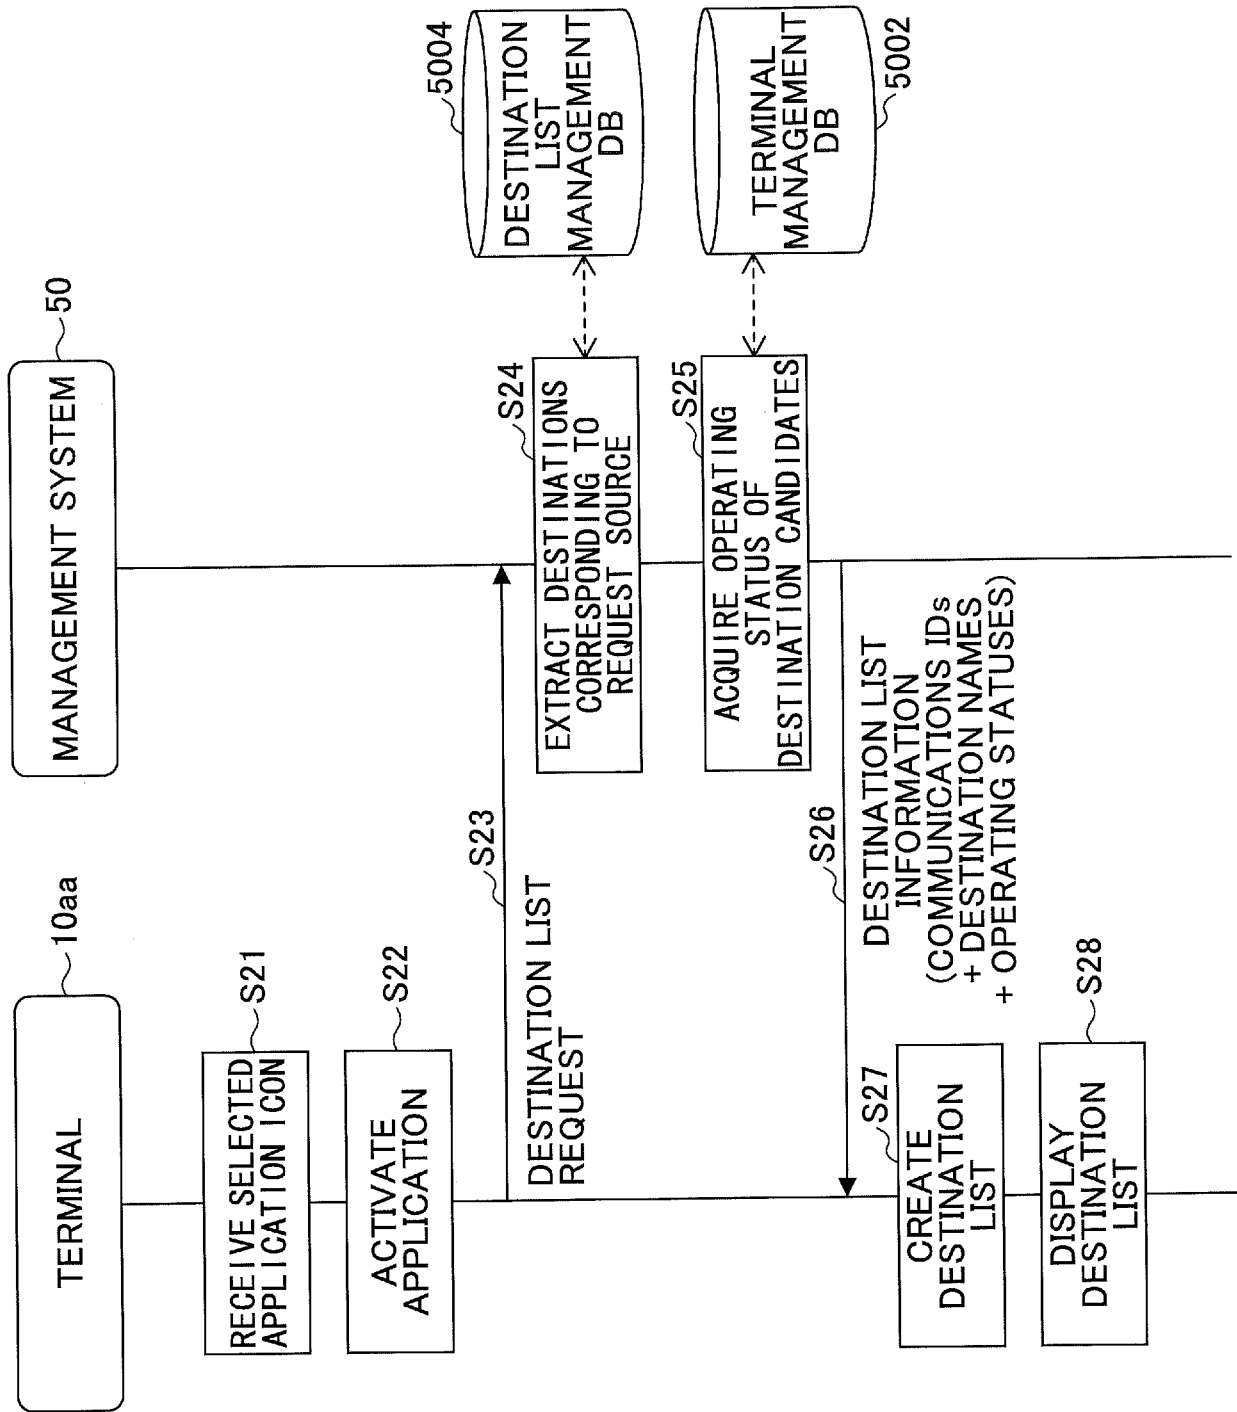 TERMINAL
10aa
MANAGEMENT SYSTEM
50
RECEIVE SELECTED
APPLICATION ICON
S21
ACTIVATE
APPLICATION
S22
S23
DESTINATION LIST
REQUEST
S24
EXTRACT DESTINATIONS
CORRESPONDING TO
REQUEST SOURCE
5004
DESTINATION
LIST
MANAGEMENT
DB
S25
ACQUIRE OPERATING
STATUS OF
DESTINATION CANDIDATES
TERMINAL
MANAGEMENT
DB
5002
S26
DESTINATION LIST
INFORMATION
(COMMUNICATIONS IDs
+ DESTINATION NAMES
+ OPERATING STATUSES)
S27
CREATE
DESTINATION
LIST
S28
DISPLAY
DESTINATION
LIST